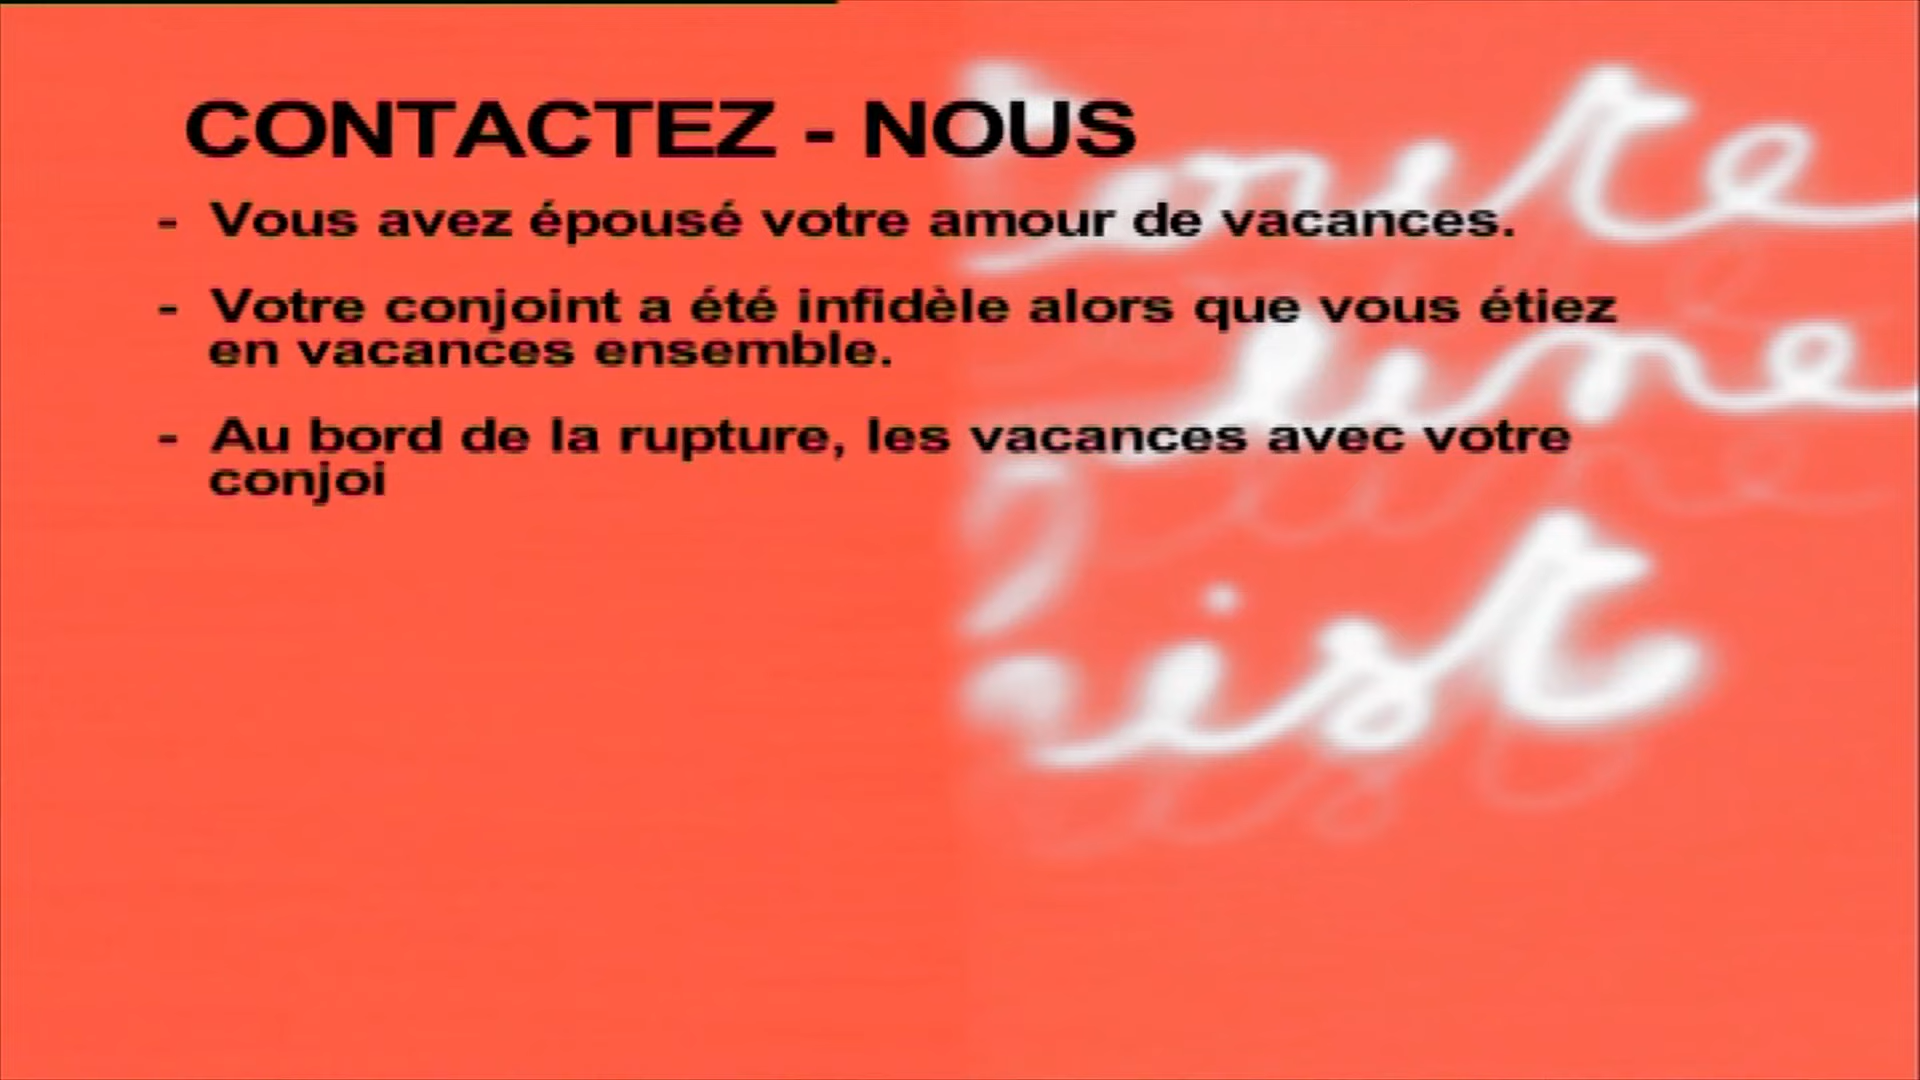 CONTACTEZ - NOUS
- Vous avez épousé votre amour de vacances.
- Votre conjoint a été infidèle alors que vous étiez
en vacances ensemble.
- Au bord de la rupture, les vacances avec votre
conjoi